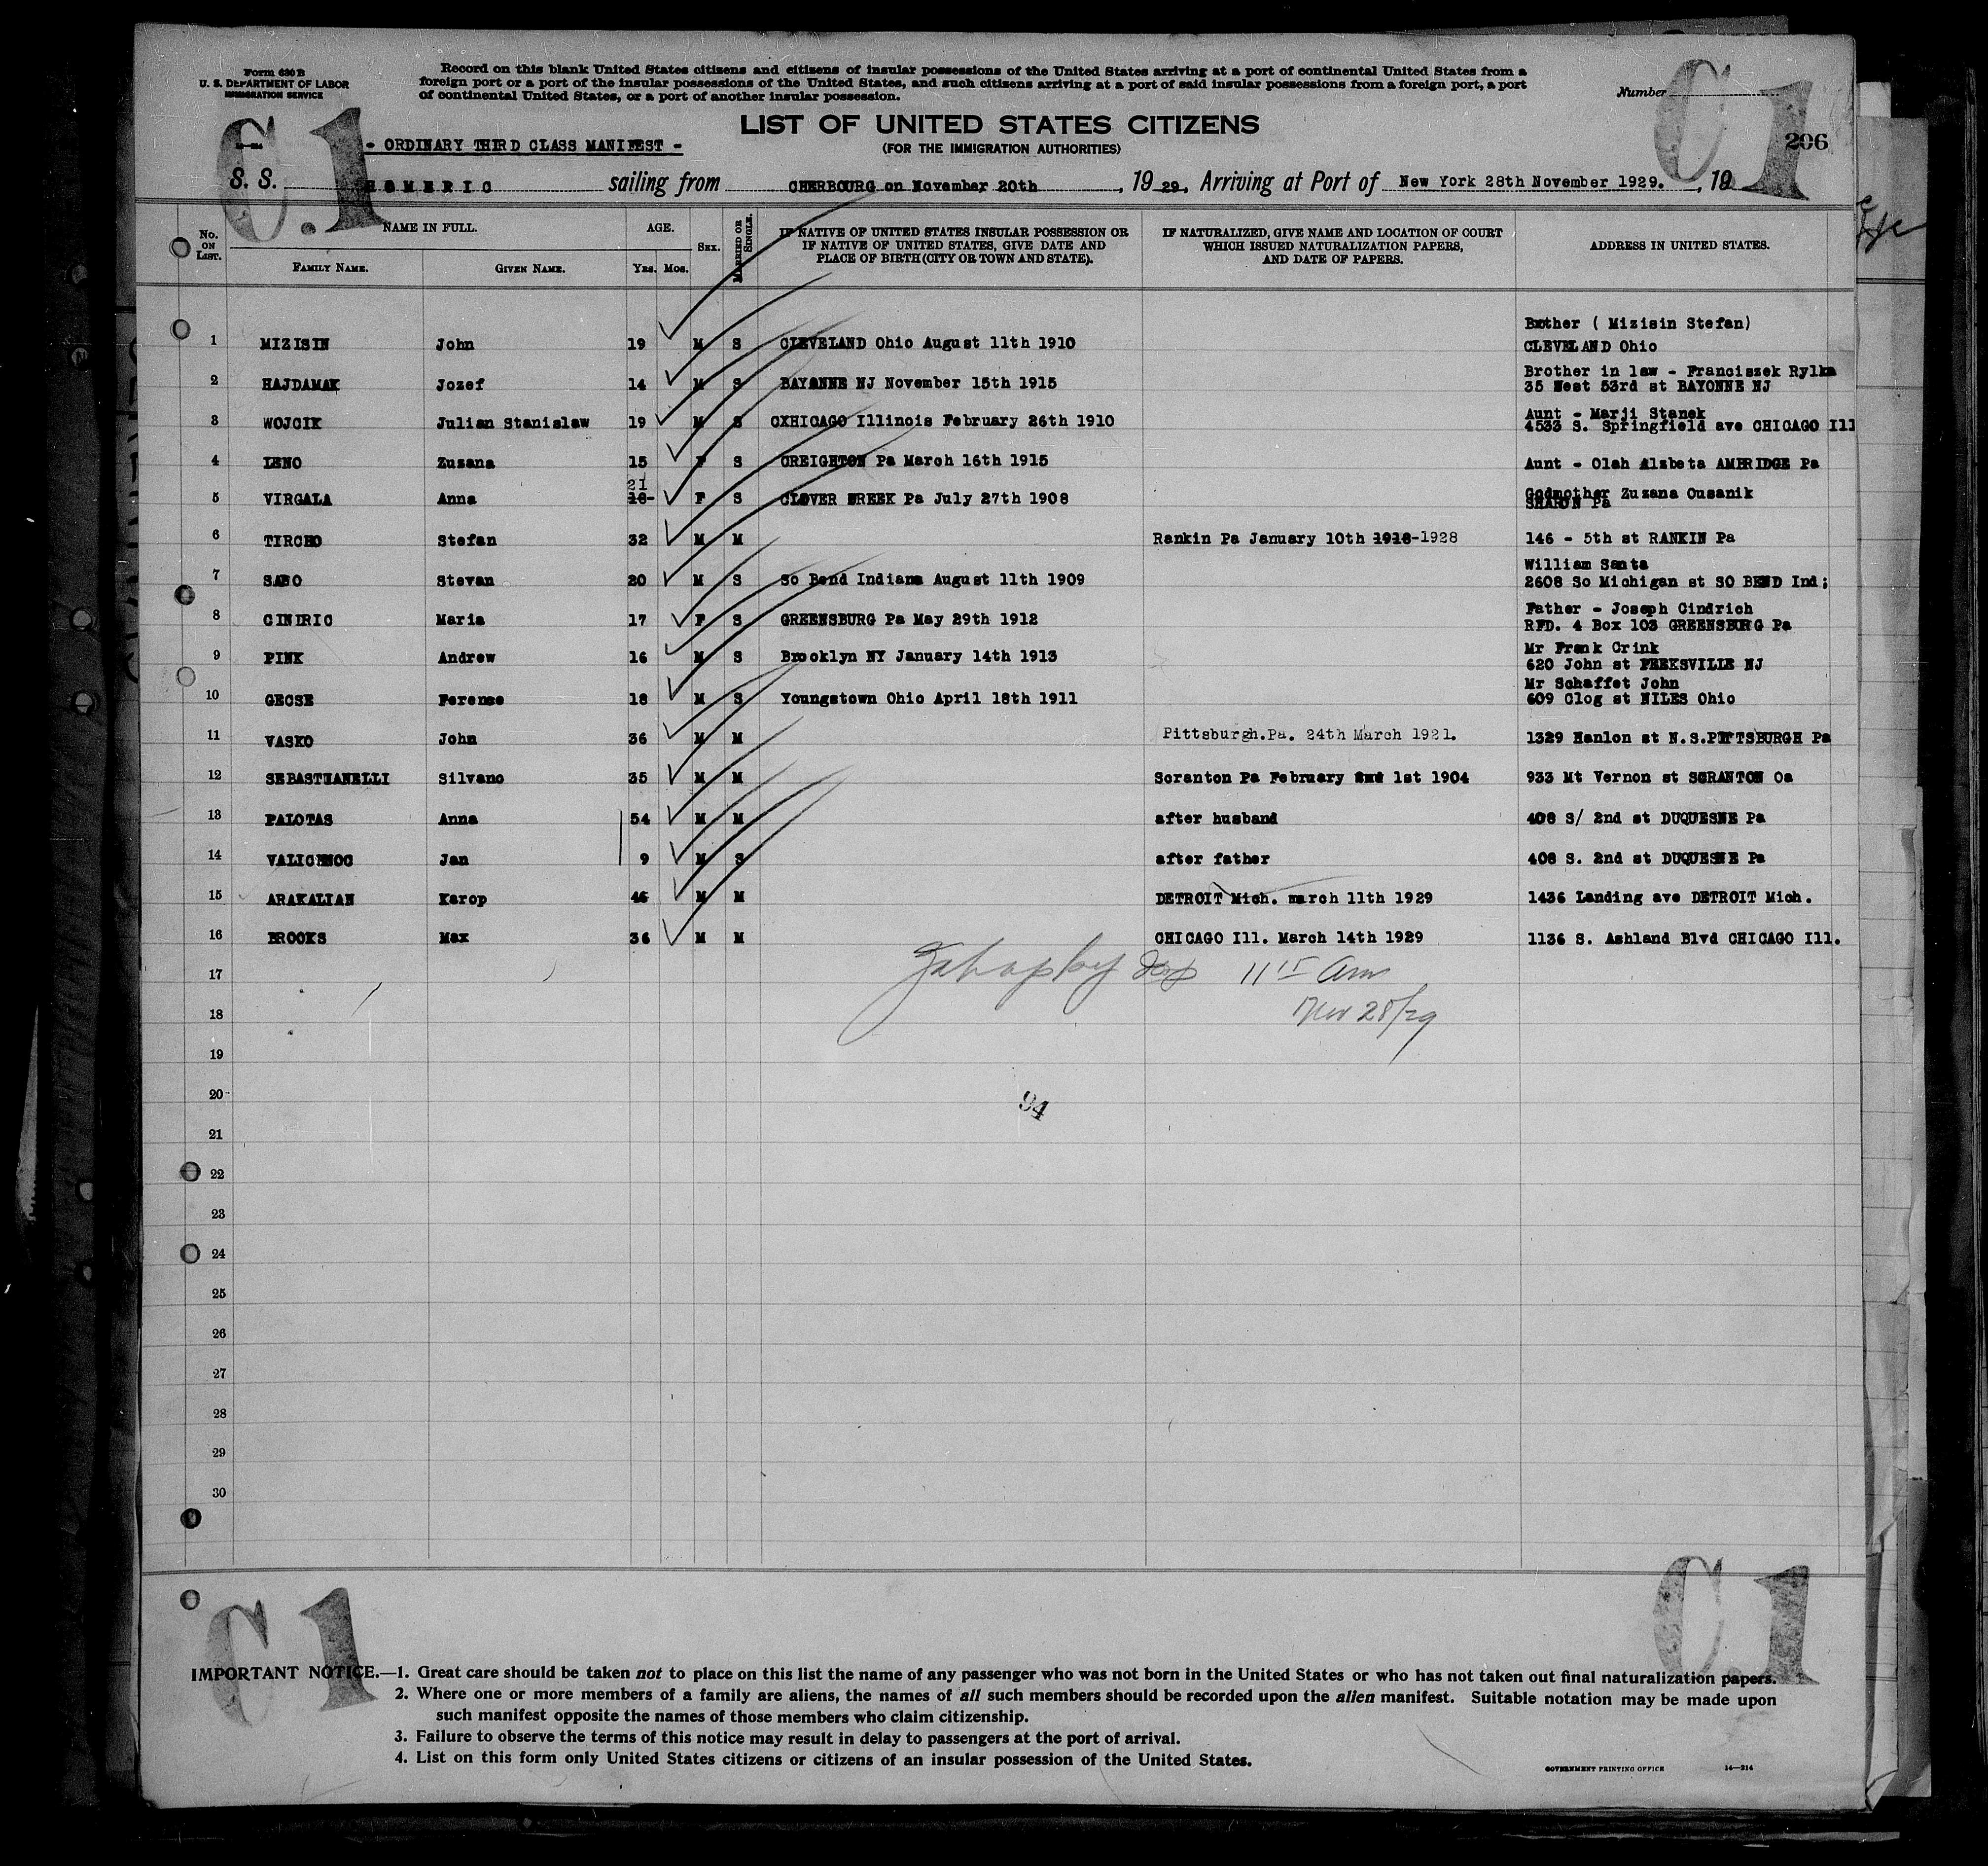 Form 630 B
U. S. DEPARTMENT OF LABOR
IMMIGRATION SERVICE
Record on this blank United States citizens and citizens of insular possessions of the United States arriving at a port of continental United States from a
foreign port or a port of the insular possessions of the United States, and such citizens arriving at a port of said insular possessions from a foreign port, a port
of continental United States, or a port of another insular possession.
Number
C.1
C1
206
LIST OF UNITED STATES CITIZENS
- ORDINARY THIRD CLASS MANIFEST -
(FOR THE IMMIGRATION AUTHORITIES)
S. S. HOMERIC sailing from CHERBOURG on November 20th, 19 29, Arriving at Port of New York 28th November 1929. , 19
No. ON LIST. NAME IN FULL. FAMILY NAME. GIVEN NAME. AGE. YRS. MOS. SEX. MARRIED OR SINGLE. IF NATIVE OF UNITED STATES INSULAR POSSESSION OR IF NATIVE OF UNITED STATES, GIVE DATE AND PLACE OF BIRTH (CITY OR TOWN AND STATE). IF NATURALIZED, GIVE NAME AND LOCATION OF COURT WHICH ISSUED NATURALIZATION PAPERS, AND DATE OF PAPERS. ADDRESS IN UNITED STATES.
Brother ( Mizisin Stefan)
1 MIZISIN John 19 M S CLEVELAND Ohio August 11th 1910 CLEVELAND Ohio
Brother in law - Franciszek Rylka
2 HAJDAMAK Jozef 14 M S BAYONNE NJ November 15th 1915 35 West 53rd st BAYONNE NJ
Aunt - Marji Stanek
3 WOJCIK Julian Stanislaw 19 M S CXHICAGO Illinois February 26th 1910 4533 S. Springfield ave CHICAGO Ill
4 LENO Zuzana 15 F S CREIGHTON Pa March 16th 1915 Aunt - Olah Alzbeta AMBRIDGE Pa
21
Godmother Zuzana Ousanik
5 VIRGALA Anna 18- F S CLOVER BREEK Pa July 27th 1908 SHARON Pa
6 TIRCHO Stefan 32 M M Rankin Pa January 10th 1918-1928 146 - 5th st RANKIN Pa
William Santa
7 SABO Stevan 20 M S So Bend Indiana August 11th 1909 2608 So Michigan st SO BEND Ind;
Father - Joseph Cindrich
8 CINDRIC Maria 17 F S GREENSBURG Pa May 29th 1912 RFD. 4 Box 103 GREENSBURG Pa
Mr Frank Crink
9 PINK Andrew 16 M S Brooklyn NY January 14th 1913 620 John st PEEKSVILLE NJ
Mr Schaffet John
10 GECSE Ferense 18 M S Youngstown Ohio April 18th 1911 609 Clog st NILES Ohio
11 VASKO John 36 M M Pittsburgh.Pa. 24th March 1921. 1329 Hanlon st N.S.PITTSBURGH Pa
12 SEBASTIANELLI Silvano 35 M M Scranton Pa February 1st 1904 933 Mt Vernon st SCRANTON Oa
13 PALOTAS Anna 54 M M after husband 408 S/ 2nd st DUQUESNE Pa
14 Jan 9 M S after father 408 S. 2nd st DUQUESNE Pa
15 ARAKALIAN Karop 46 M M DETROIT Mich. march 11th 1929 1436 Landing ave DETROIT Mich.
16 BROOKS Max 36 M M CHICAGO Ill. March 14th 1929 1136 S. Ashland Blvd CHICAGO Ill.
17 11 15 am
18 Nov 28/29
19
20
94
21
22
23
24
25
26
27
28
29
30
C1
C1
IMPORTANT NOTICE.—1. Great care should be taken not to place on this list the name of any passenger who was not born in the United States or who has not taken out final naturalization papers.
2. Where one or more members of a family are aliens, the names of all such members should be recorded upon the alien manifest. Suitable notation may be made upon
such manifest opposite the names of those members who claim citizenship.
3. Failure to observe the terms of this notice may result in delay to passengers at the port of arrival.
4. List on this form only United States citizens or citizens of an insular possession of the United States.
GOVERNMENT PRINTING OFFICE 14—214